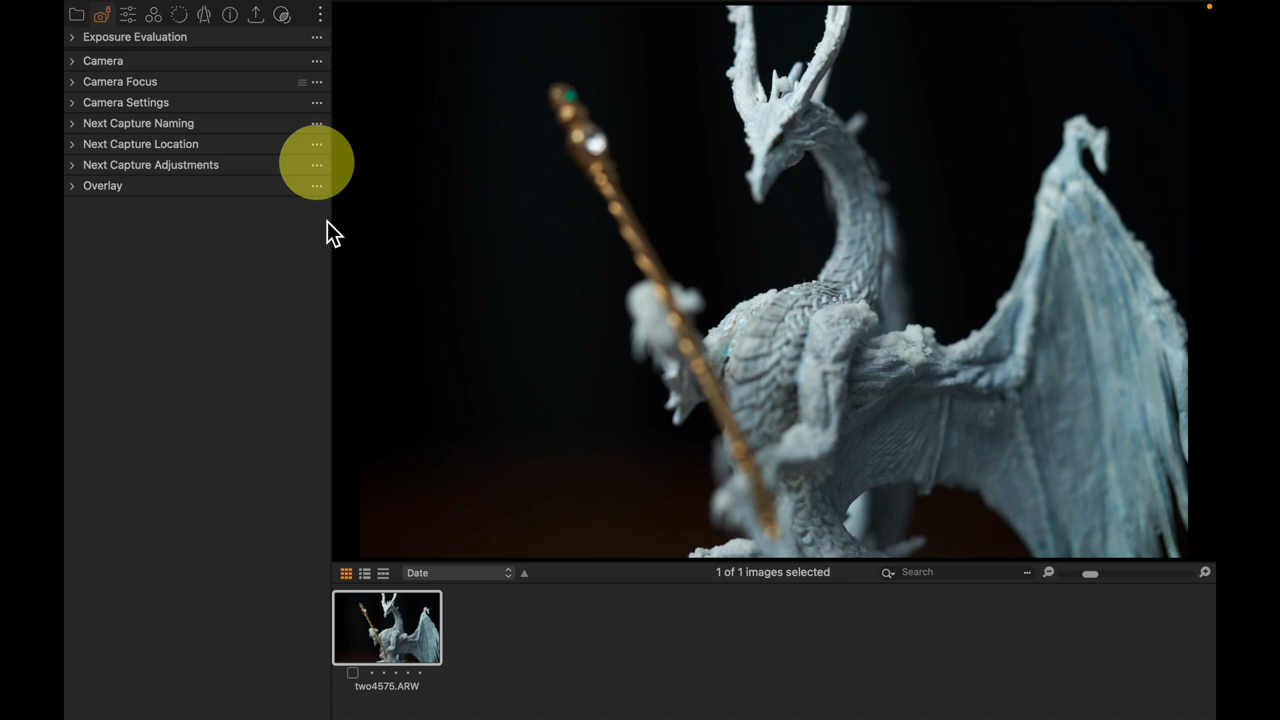 Exposure Evaluation
Camera
Camera Focus
Camera Settings
Next Capture Naming
Next Capture Location
Next Capture Adjustments
Overlay
Date
1 of 1 images selected
Search
two4575.ARW